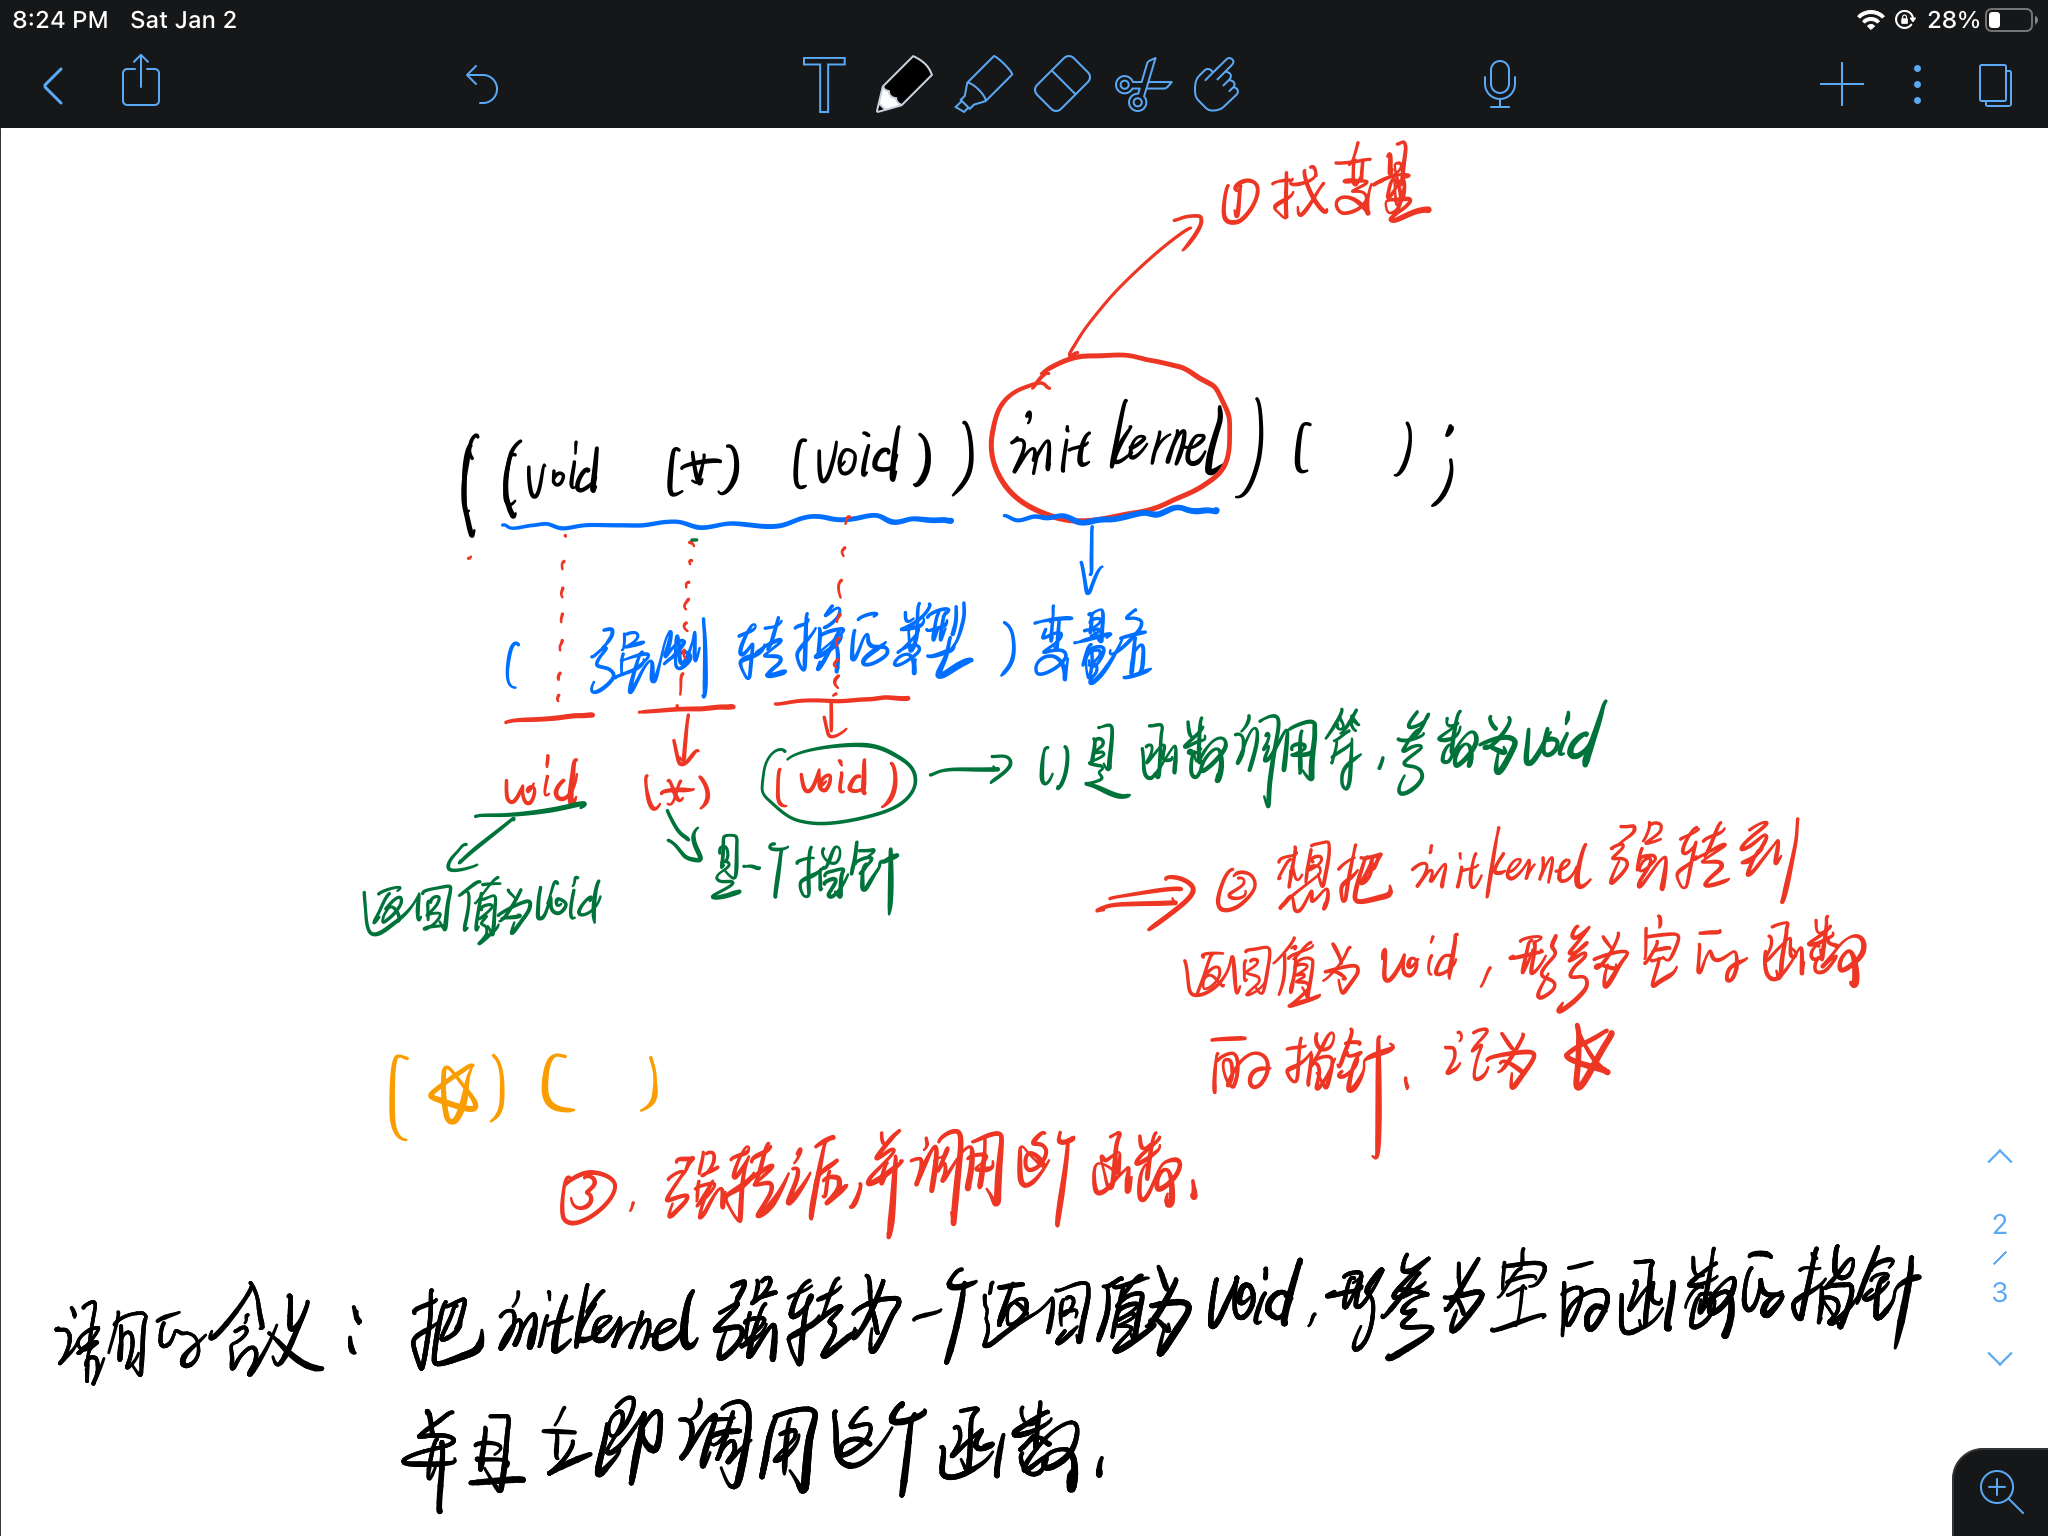 8:24 PM Sat Jan 2
28%
T
①找变量
((void (*) (void)) initkernel)( );
( 强制 转换的类型 ) 变量名
void (*) (void) → ()是函数调用符,参数为void
返回值为void
是一个指针
⇒ ②想把 initkernel 强转到
返回值为 void, 形参为空的函数
的指针、记为 ☆
(☆)( )
③.强转后,并调用这个函数、
语句的含义: 把 initKernel 强转为一个返回值为void,形参为空的函数的指针
并且立即调用这个函数.
2
/
3